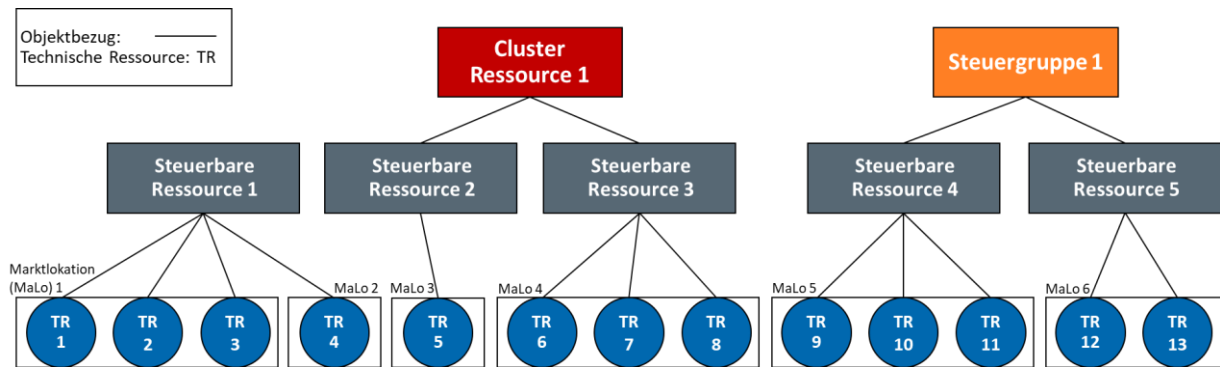 Objektbezug:
Technische Ressource: TR
Cluster
Ressource 1
Steuergruppe 1
Steuerbare
Ressource 1
Steuerbare
Ressource 2
Steuerbare
Ressource 3
Steuerbare
Ressource 4
Steuerbare
Ressource 5
Marktlokation
(MaLo) 1
MaLo 2
MaLo 3
MaLo 4
MaLo 5
MaLo 6
TR
1
TR
2
TR
3
TR
4
TR
5
TR
6
TR
7
TR
8
TR
9
TR
10
TR
11
TR
12
TR
13